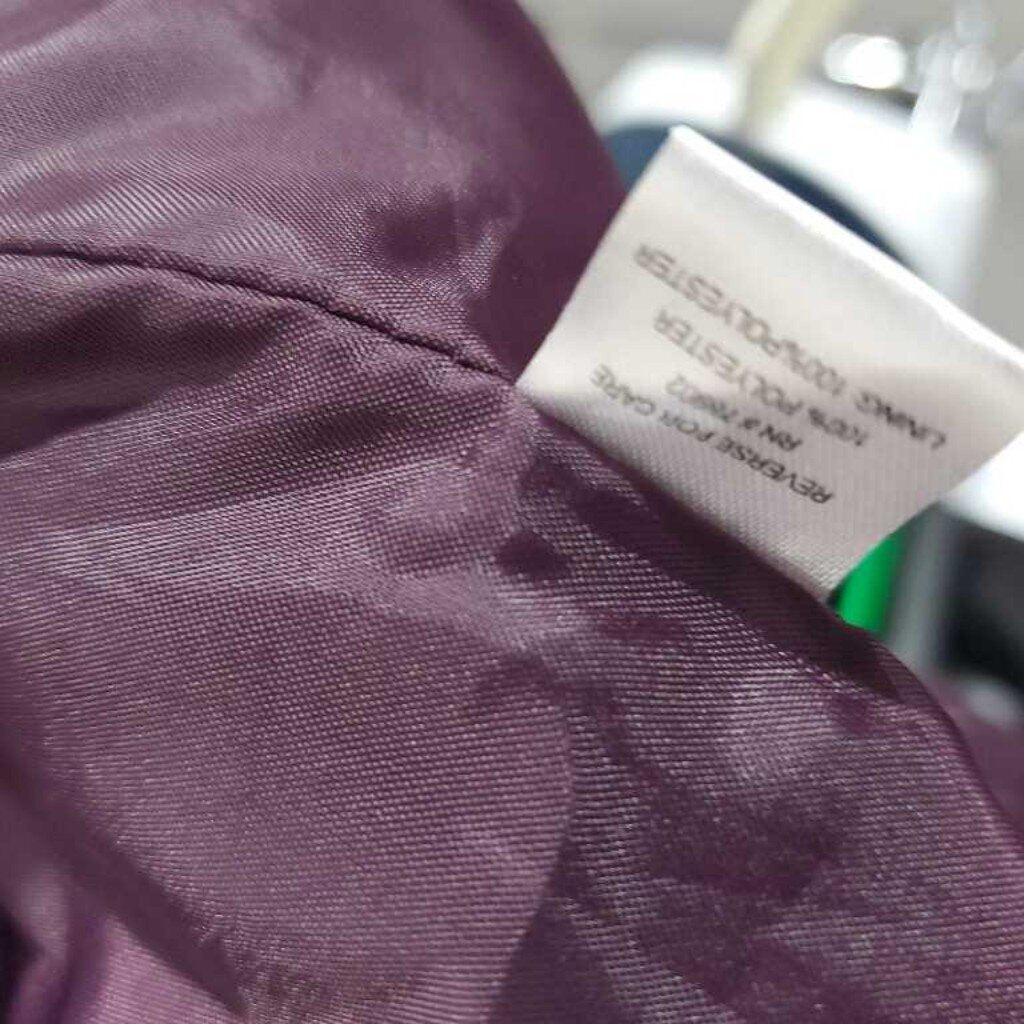 REVERSE FOR CARE
RN #
100% POLYESTER
LINING: 100%POLYESTER